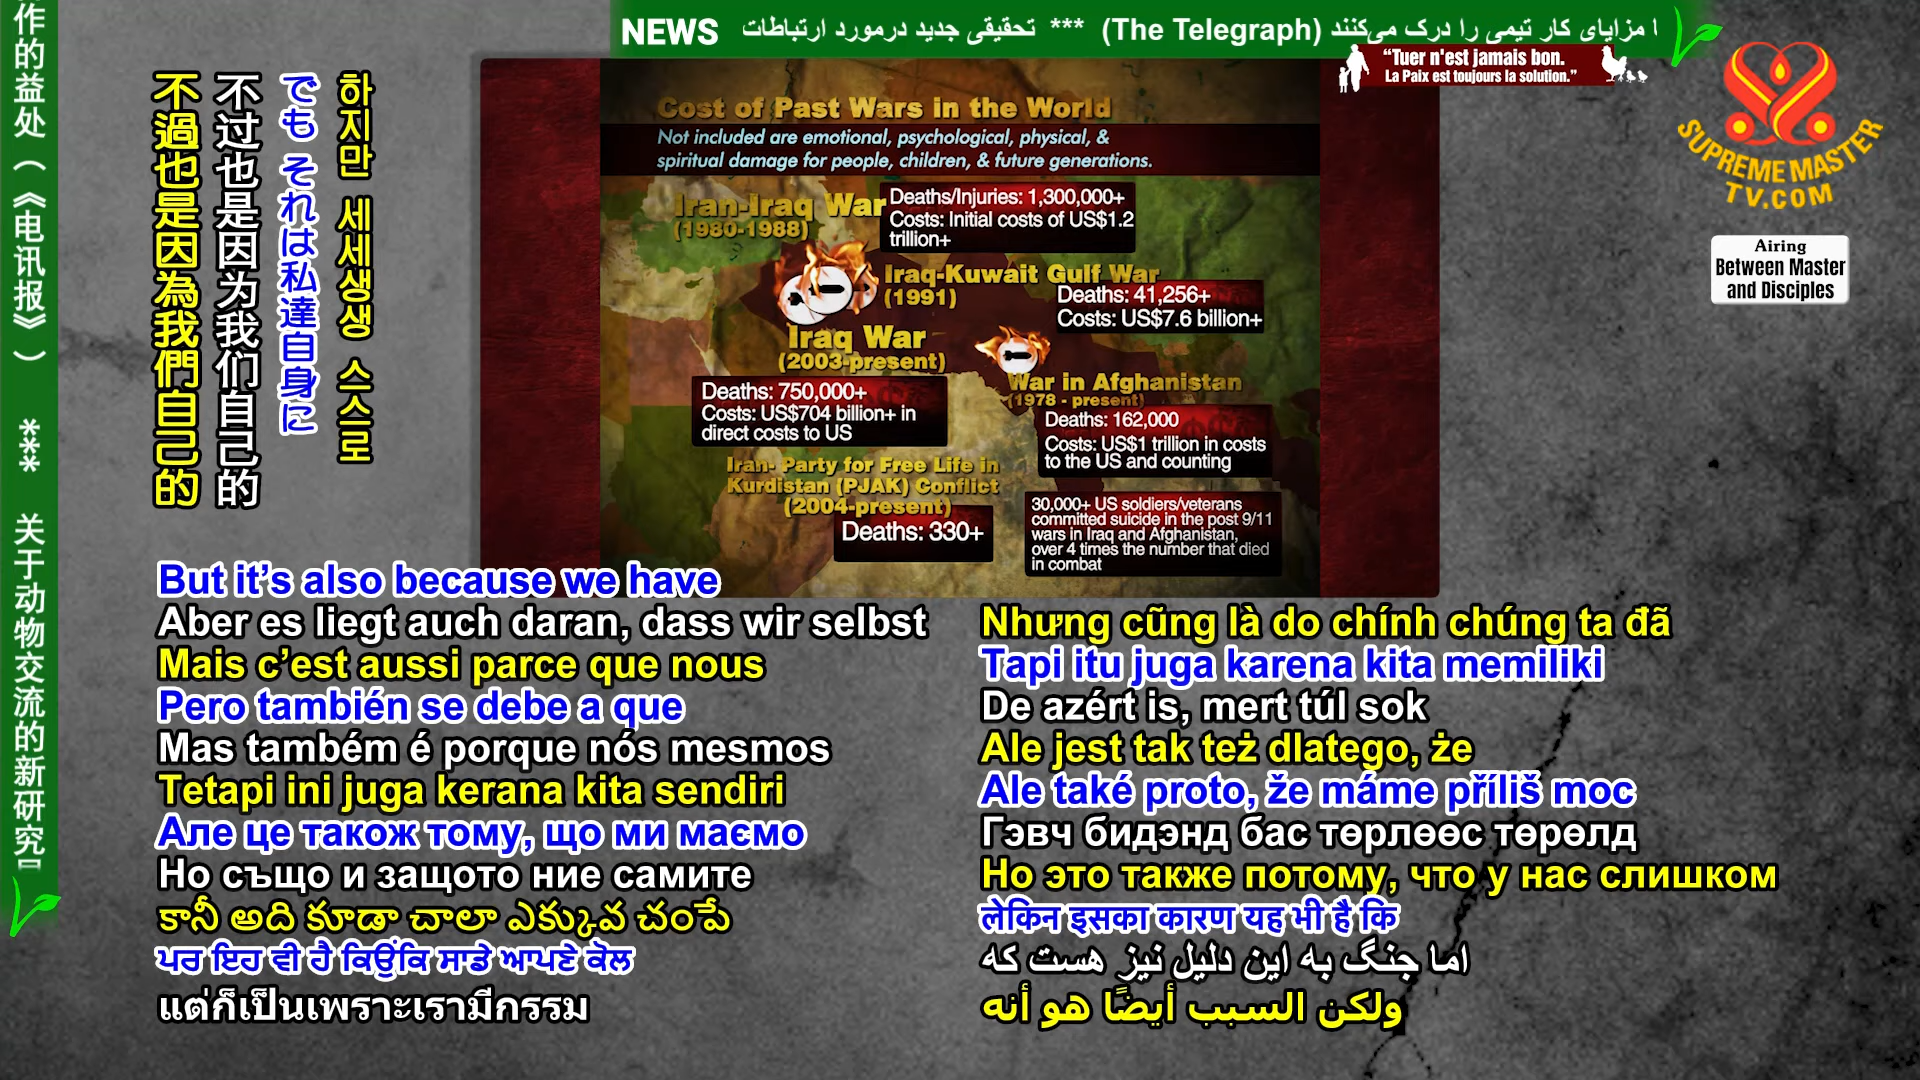 NEWS
ا مزایای کار تیمی را درک می‌کنند (The Telegraph) *** تحقیقی جدید درمورد ارتباطات
“Tuer n'est jamais bon.
La Paix est toujours la solution.”
SUPREME MASTER
TV.COM
Airing
Between Master
and Disciples
作的益处（《电讯报》） *** 关于动物交流的新研究
하지만 세세생생 스스로
でも それは私達自身に
不过也是因为我们自己的
不過也是因為我們自己的
Cost of Past Wars in the World
Not included are emotional, psychological, physical, &
spiritual damage for people, children, & future generations.
Iran-Iraq War
(1980-1988)
Deaths/Injuries: 1,300,000+
Costs: Initial costs of US$1.2
trillion+
Iraq-Kuwait Gulf War
(1991)
Deaths: 41,256+
Costs: US$7.6 billion+
Iraq War
(2003-present)
Deaths: 750,000+
Costs: US$704 billion+ in
direct costs to US
War in Afghanistan
(1978 - present)
Deaths: 162,000
Costs: US$1 trillion in costs
to the US and counting
Iran- Party for Free Life in
Kurdistan (PJAK) Conflict
(2004-present)
Deaths: 330+
30,000+ US soldiers/veterans
committed suicide in the post 9/11
wars in Iraq and Afghanistan,
over 4 times the number that died
in combat
But it’s also because we have
Aber es liegt auch daran, dass wir selbst
Mais c’est aussi parce que nous
Pero también se debe a que
Mas também é porque nós mesmos
Tetapi ini juga kerana kita sendiri
Але це також тому, що ми маємо
Но също и защото ние самите
కానీ అది కూడా చాలా ఎక్కువ చంపే
ਪਰ ਇਹ ਵੀ ਹੈ ਕਿਉਂਕਿ ਸਾਡੇ ਆਪਣੇ ਕੋਲ
แต่ก็เป็นเพราะเรามีกรรม
Nhưng cũng là do chính chúng ta đã
Tapi itu juga karena kita memiliki
De azért is, mert túl sok
Ale jest tak też dlatego, że
Ale také proto, že máme příliš moc
Гэвч бидэнд бас төрлөөс төрөлд
Но это также потому, что у нас слишком
लेकिन इसका कारण यह भी है कि
اما جنگ به این دلیل نیز هست که
ولكن السبب أيضًا هو أنه